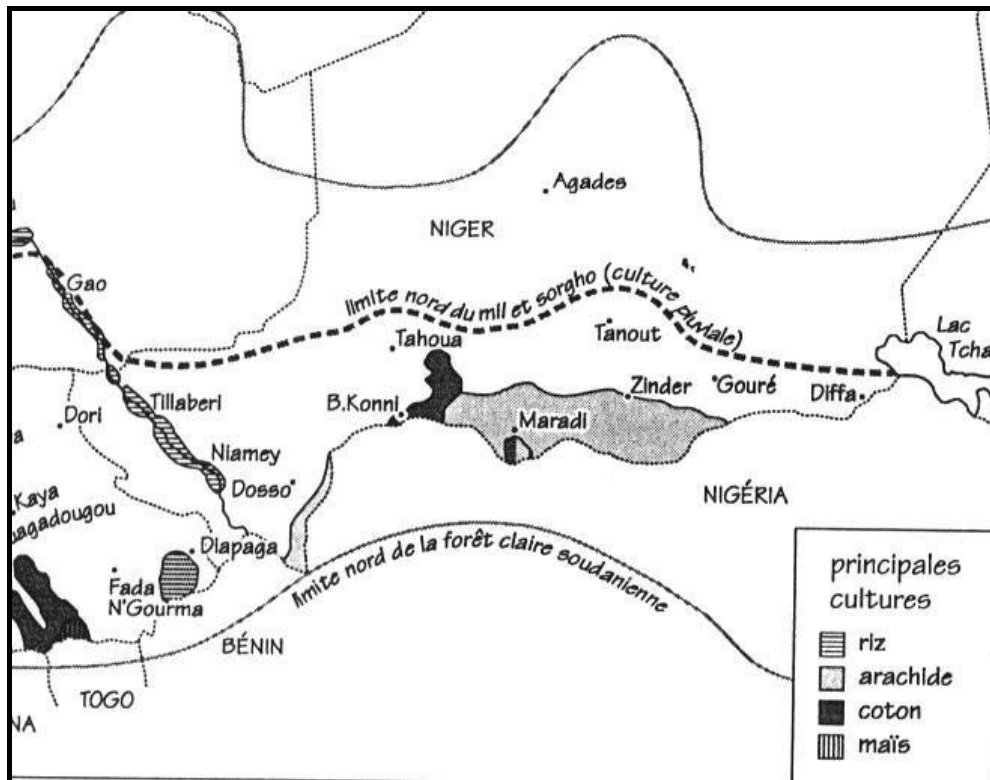 Agades
NIGER
Gao
limite nord du mil et sorgho (culture pluviale)
Lac
Tcha
Tanout
Tahoua
Zinder
Gouré
Diffa
Tillaberi
B.Konni
Dori
Maradi
Niamey
Dosso
NIGÉRIA
Kaya
uagadougou
Diapaga
Fada
N'Gourma
limite nord de la forêt claire soudanienne
BÉNIN
TOGO
NA
principales
cultures
riz
arachide
coton
maïs